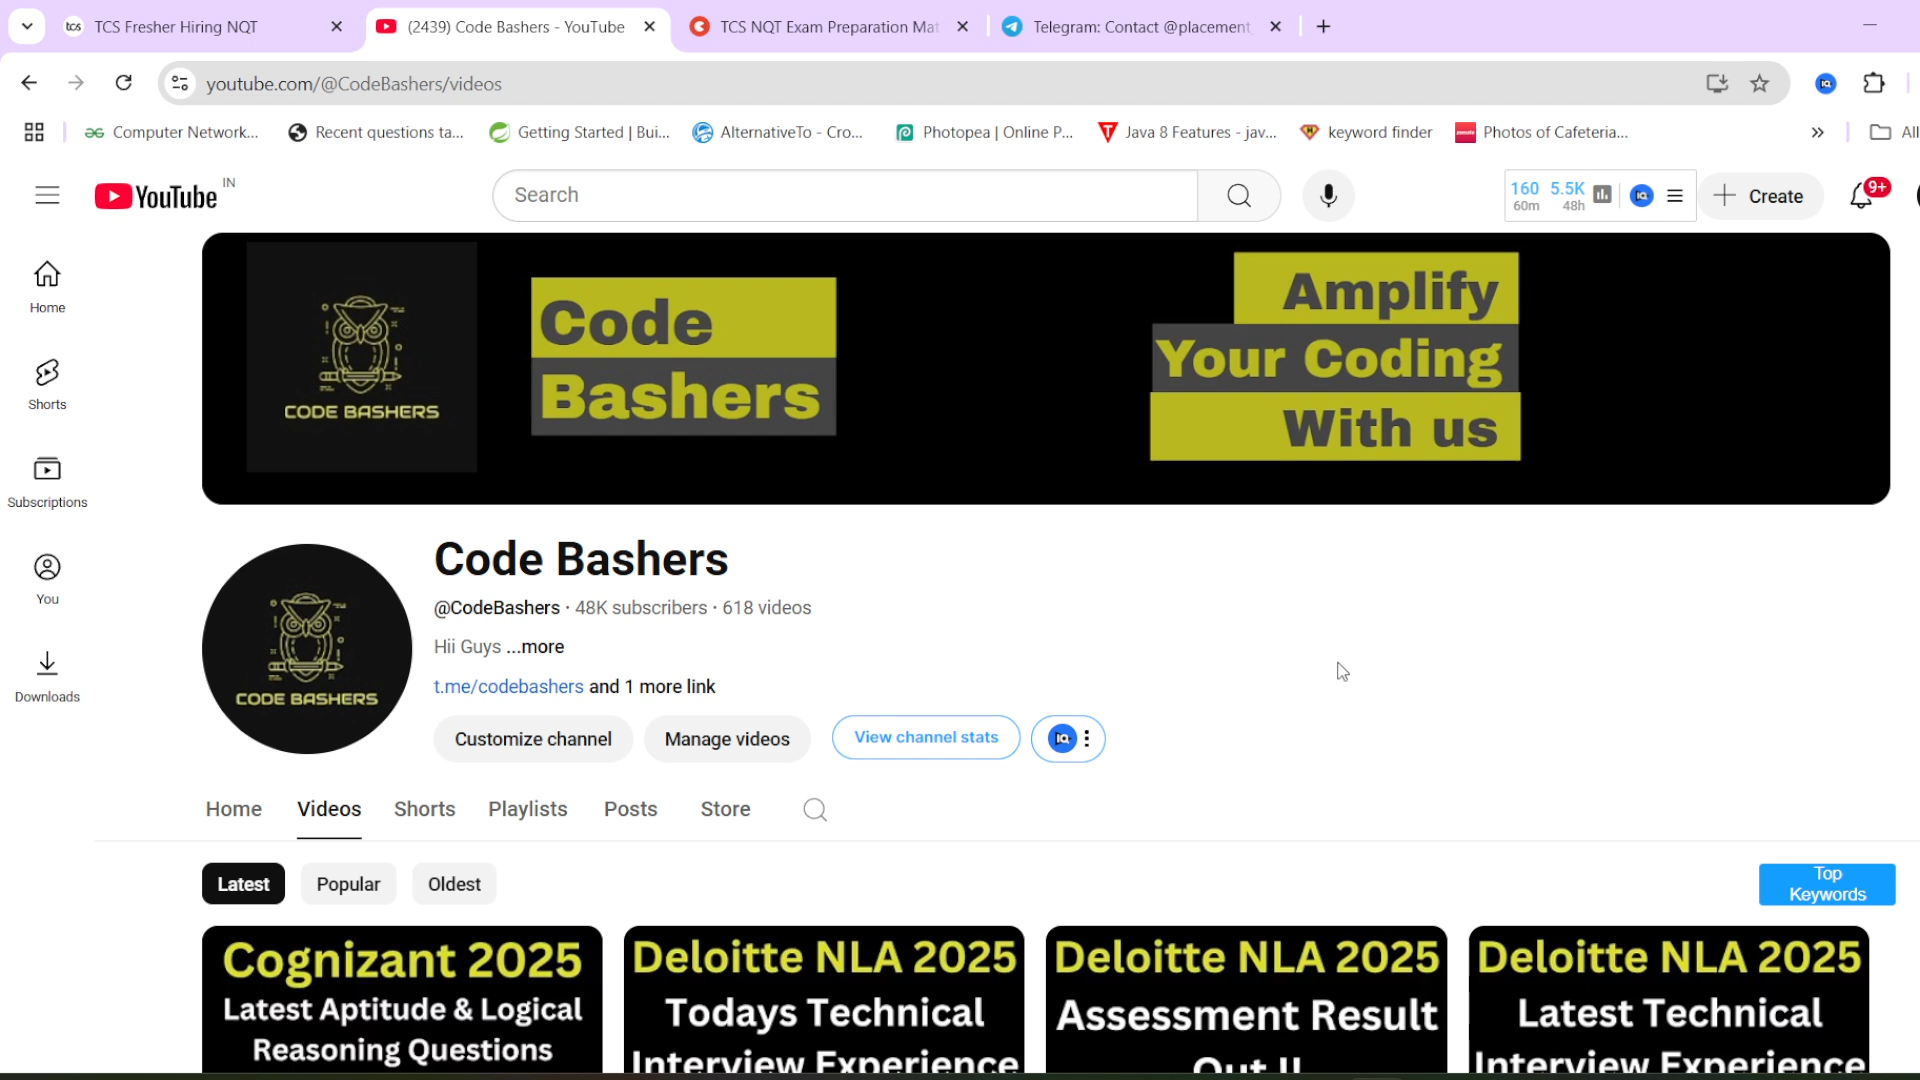 tcs TCS Fresher Hiring NQT
(2439) Code Bashers - YouTube
TCS NQT Exam Preparation Mat
Telegram: Contact @placement
youtube.com/@CodeBashers/videos
Computer Network...
Recent questions ta...
Getting Started | Bui...
AlternativeTo - Cro...
Photopea | Online P...
Java 8 Features - jav...
keyword finder
Photos of Cafeteria...
All
YouTube IN
Search
160 5.5K
60m 48h
Create
9+
Home
Shorts
Subscriptions
You
Downloads
CODE BASHERS
Code
Bashers
Amplify
Your Coding
With us
CODE BASHERS
Code Bashers
@CodeBashers · 48K subscribers · 618 videos
Hii Guys ...more
t.me/codebashers and 1 more link
Customize channel
Manage videos
View channel stats
Home
Videos
Shorts
Playlists
Posts
Store
Latest
Popular
Oldest
Top
Keywords
Cognizant 2025
Latest Aptitude & Logical
Reasoning Questions
Deloitte NLA 2025
Todays Technical
Interview Experience
Deloitte NLA 2025
Assessment Result
Out !!
Deloitte NLA 2025
Latest Technical
Interview Experience